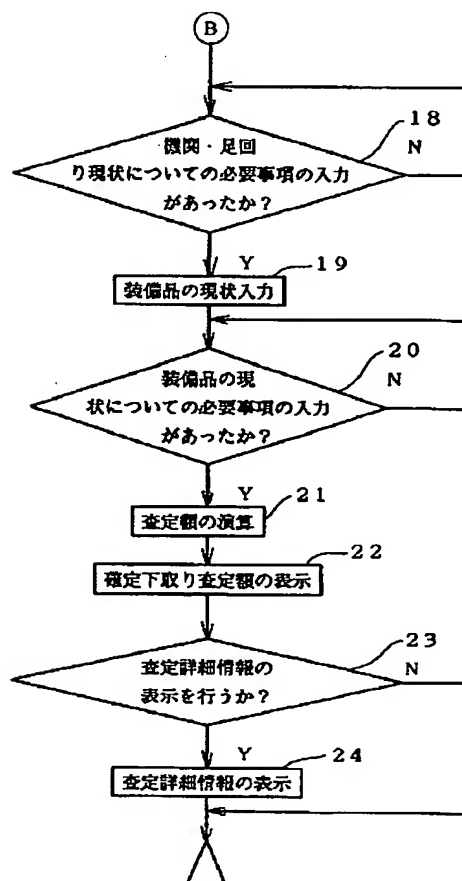 B
18
機関・足回
N
り現状についての必要事項の入力
があったか?
Y
19
装備品の現状入力
20
装備品の現
N
状についての必要事項の入力
があったか?
Y
21
査定額の演算
22
確定下取り査定額の表示
23
査定詳細情報の
N
表示を行うか?
Y
24
査定詳細情報の表示